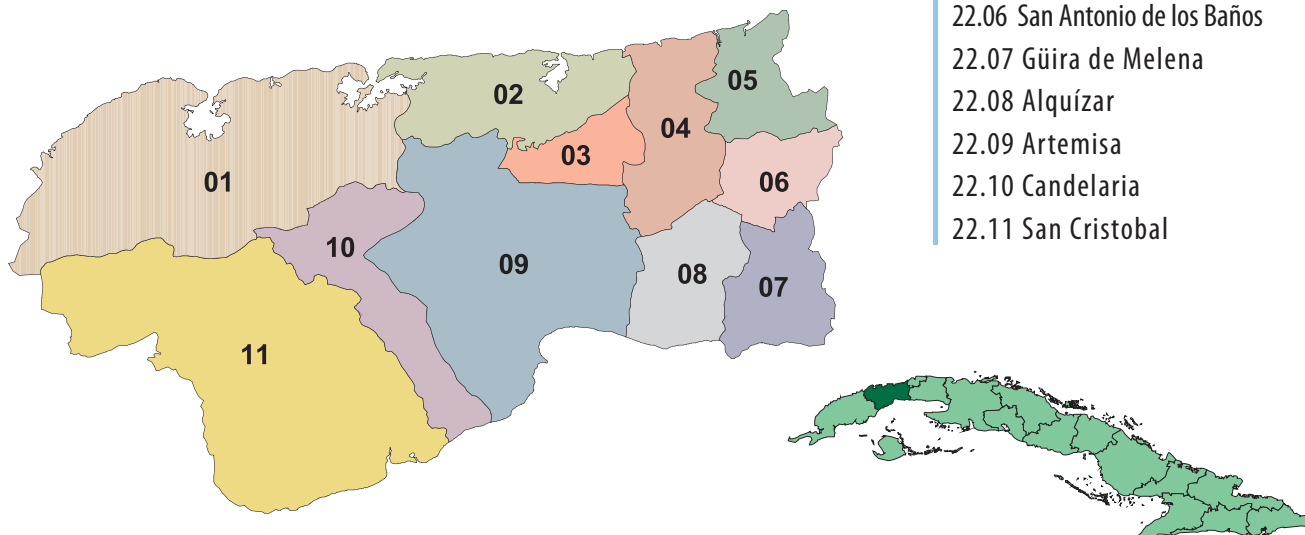 01
02
03
04
05
06
07
08
09
10
11
22.06 San Antonio de los Baños
22.07 Güira de Melena
22.08 Alquízar
22.09 Artemisa
22.10 Candelaria
22.11 San Cristobal